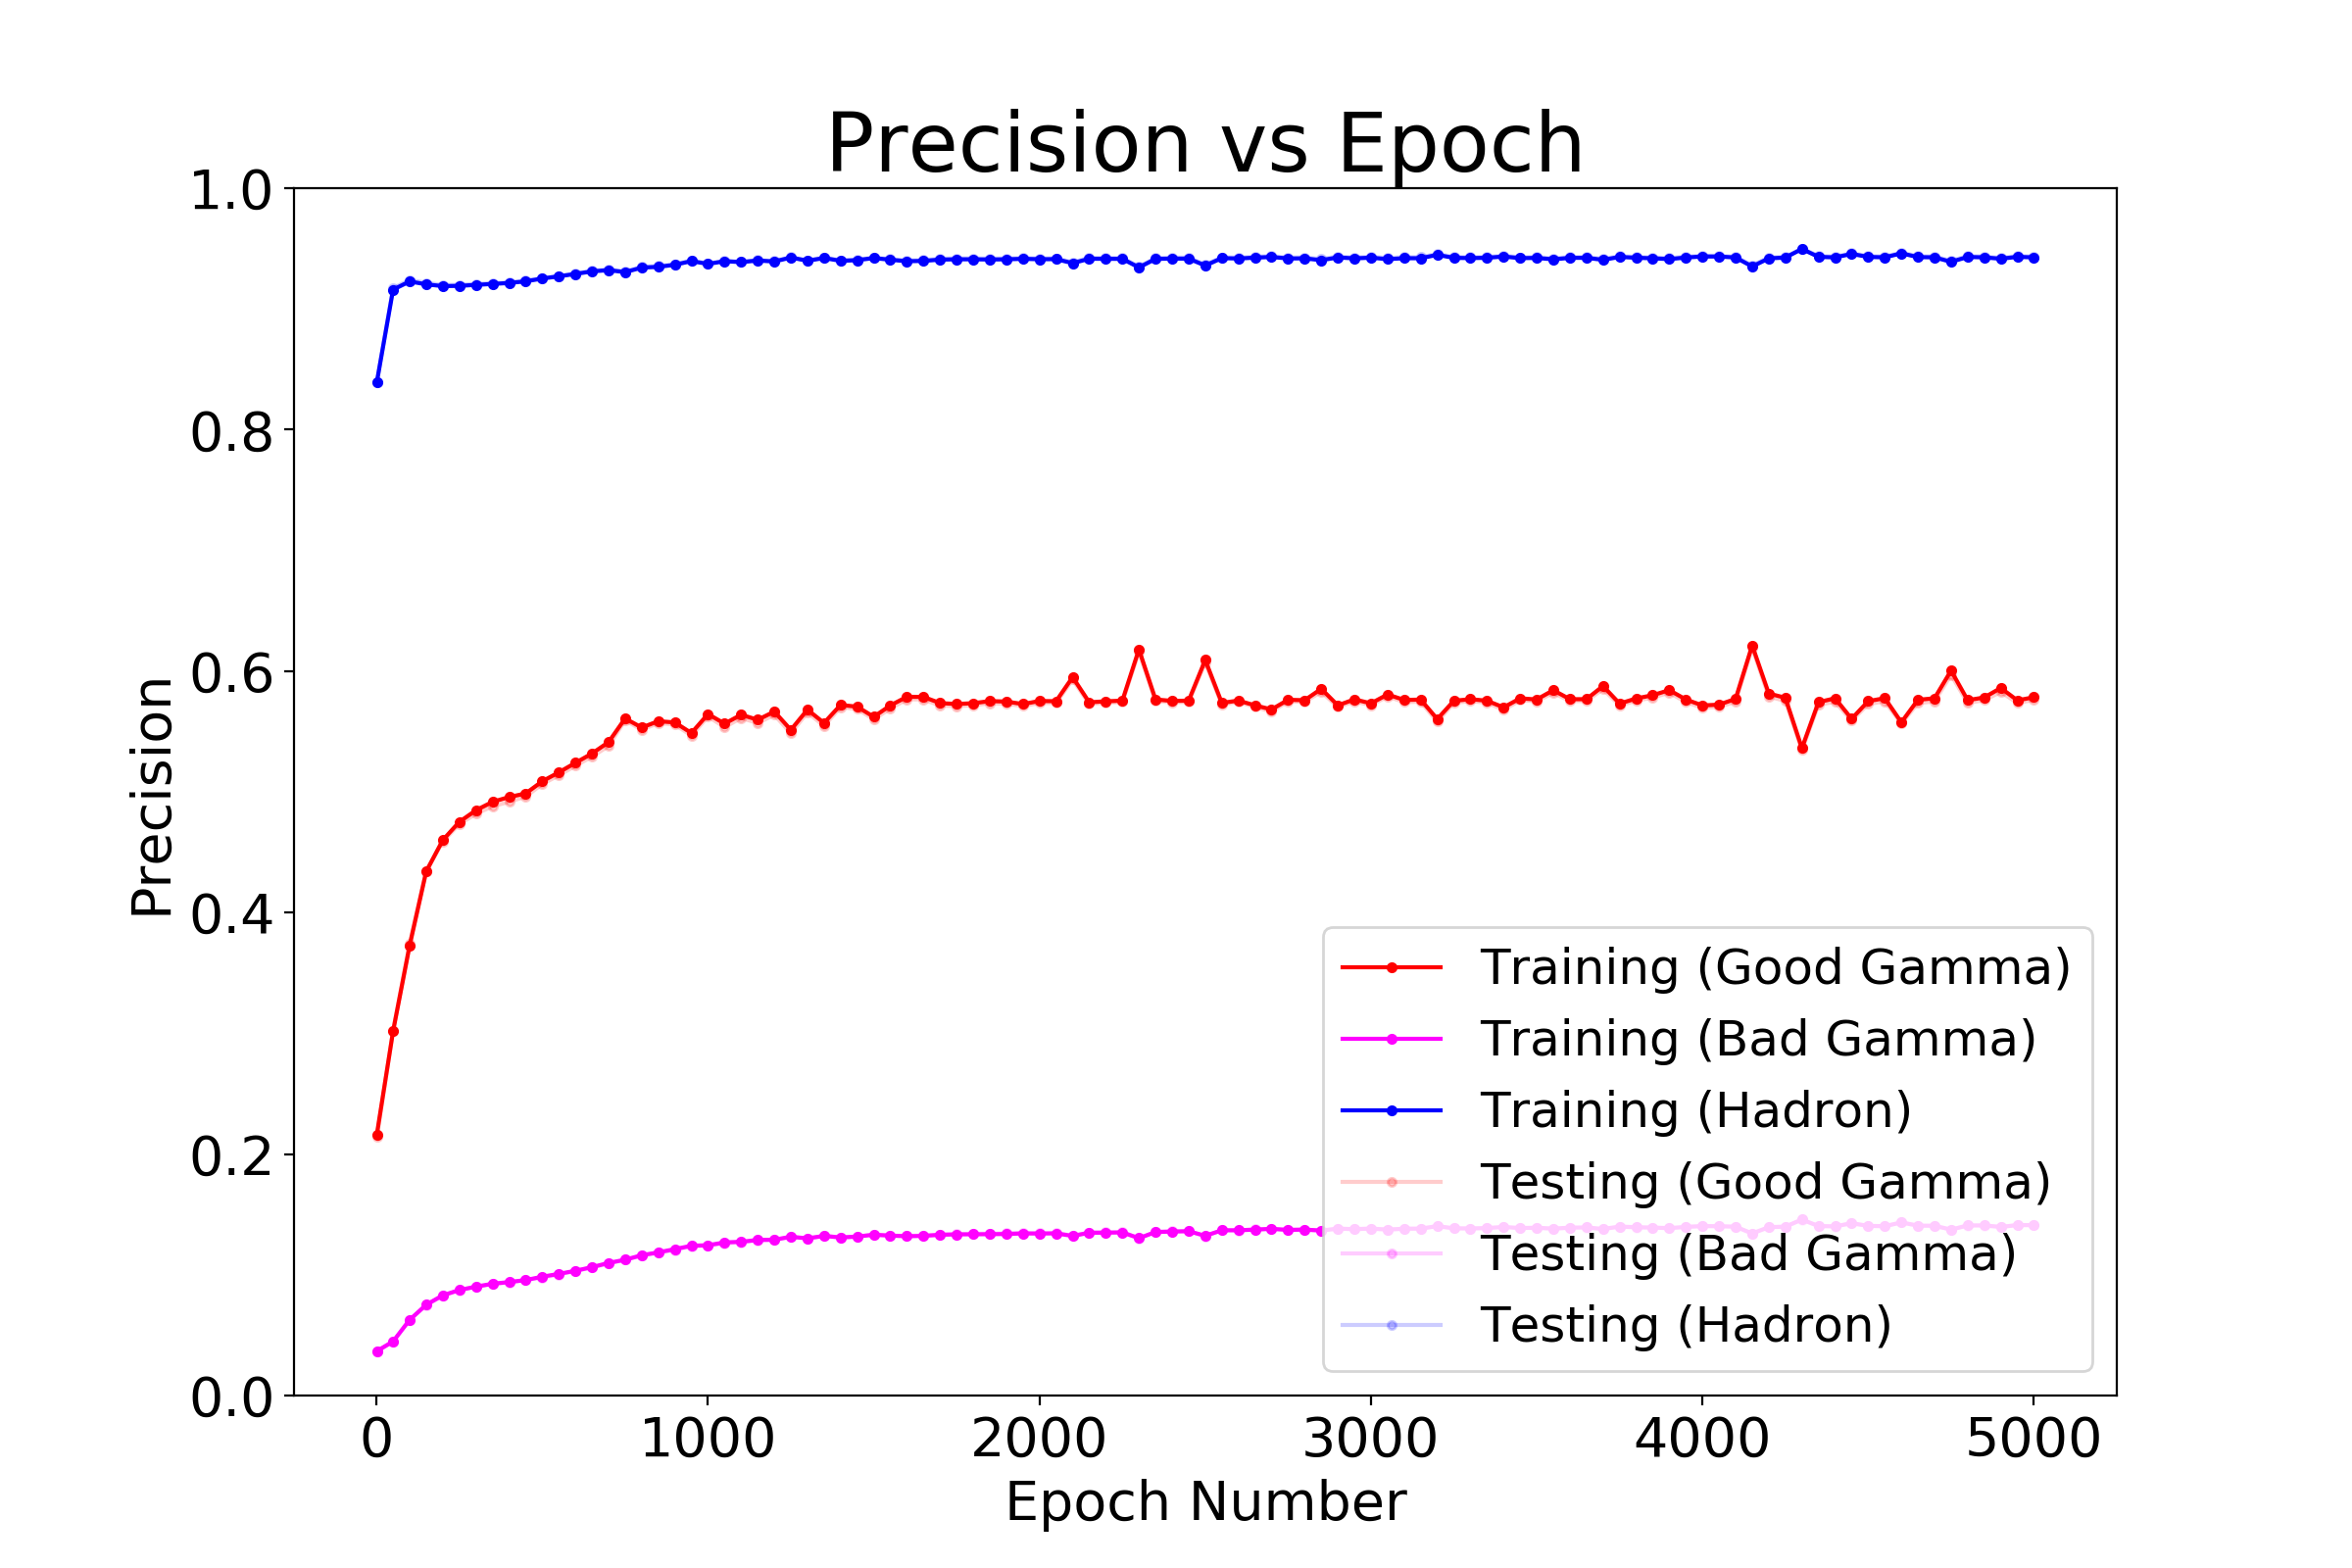 Precision vs Epoch
1.0
0.8
0.6
0.4
0.2
0.0
Precision
Training (Good Gamma)
Training (Bad Gamma)
Training (Hadron)
Testing (Good Gamma)
Testing (Bad Gamma)
Testing (Hadron)
0 1000 2000 3000 4000 5000
Epoch Number